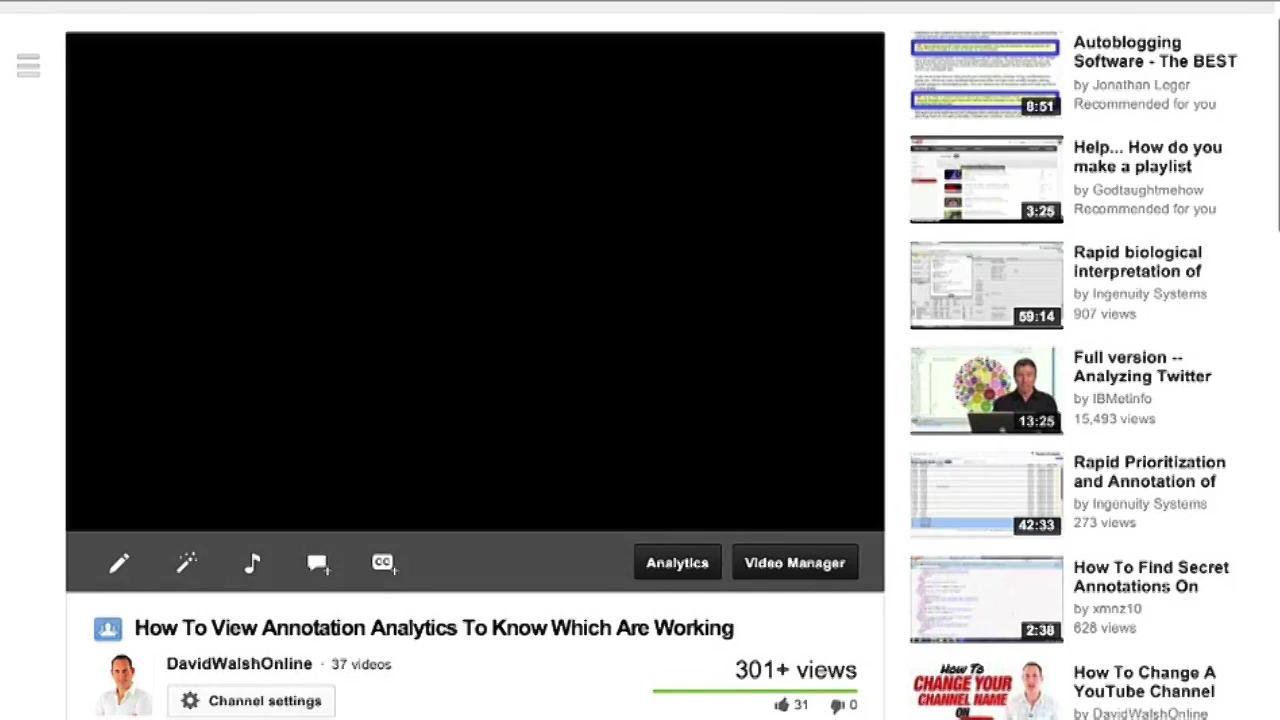 Analytics
Video Manager
How To View Annotation Analytics To Know Which Are Working
DavidWalshOnline · 37 videos
Channel settings
301+ views
31
0
8:51
Autoblogging
Software - The BEST
by Jonathan Leger
Recommended for you
3:25
Help... How do you
make a playlist
by Godtaughtmehow
Recommended for you
59:14
Rapid biological
interpretation of
by Ingenuity Systems
907 views
13:25
Full version --
Analyzing Twitter
by IBMetinfo
15,493 views
42:33
Rapid Prioritization
and Annotation of
by Ingenuity Systems
273 views
2:38
How To Find Secret
Annotations On
by xmnz10
628 views
HOW TO
CHANGE YOUR
CHANNEL NAME
ON
How To Change A
YouTube Channel
by DavidWalshOnline